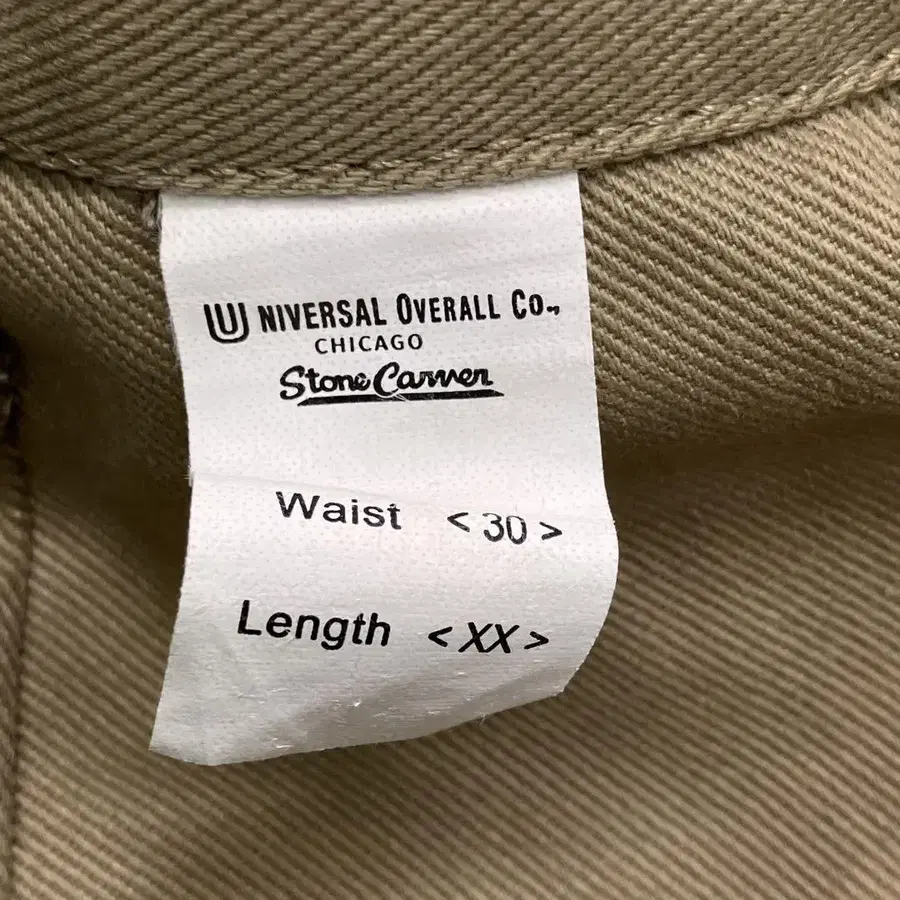 UNIVERSAL OVERALL CO.,
CHICAGO
Stone Carver
Waist <30>
Length <XX>